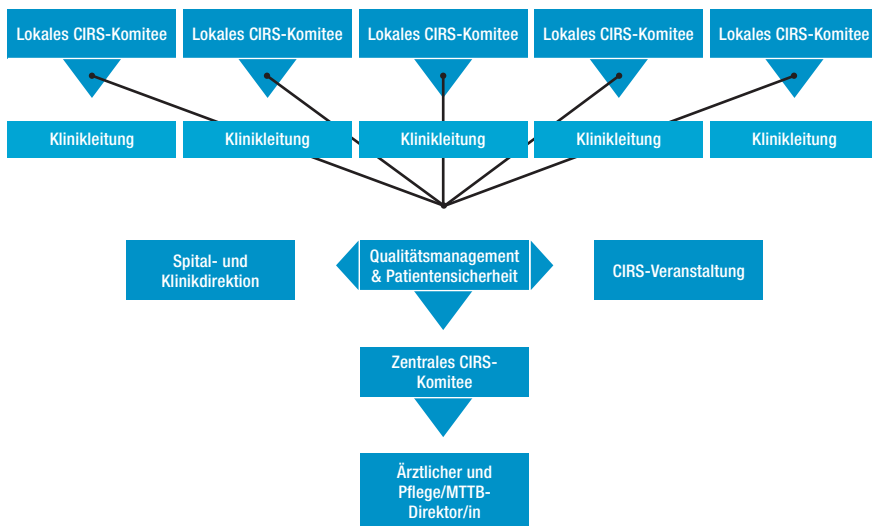 Lokales CIRS-Komitee
Lokales CIRS-Komitee
Lokales CIRS-Komitee
Lokales CIRS-Komitee
Lokales CIRS-Komitee
Klinikleitung
Klinikleitung
Klinikleitung
Klinikleitung
Klinikleitung
Spital- und
Klinikdirektion
Qualitätsmanagement
& Patientensicherheit
CIRS-Veranstaltung
Zentrales CIRS-
Komitee
Ärztlicher und
Pflege/MTTB-
Direktor/in